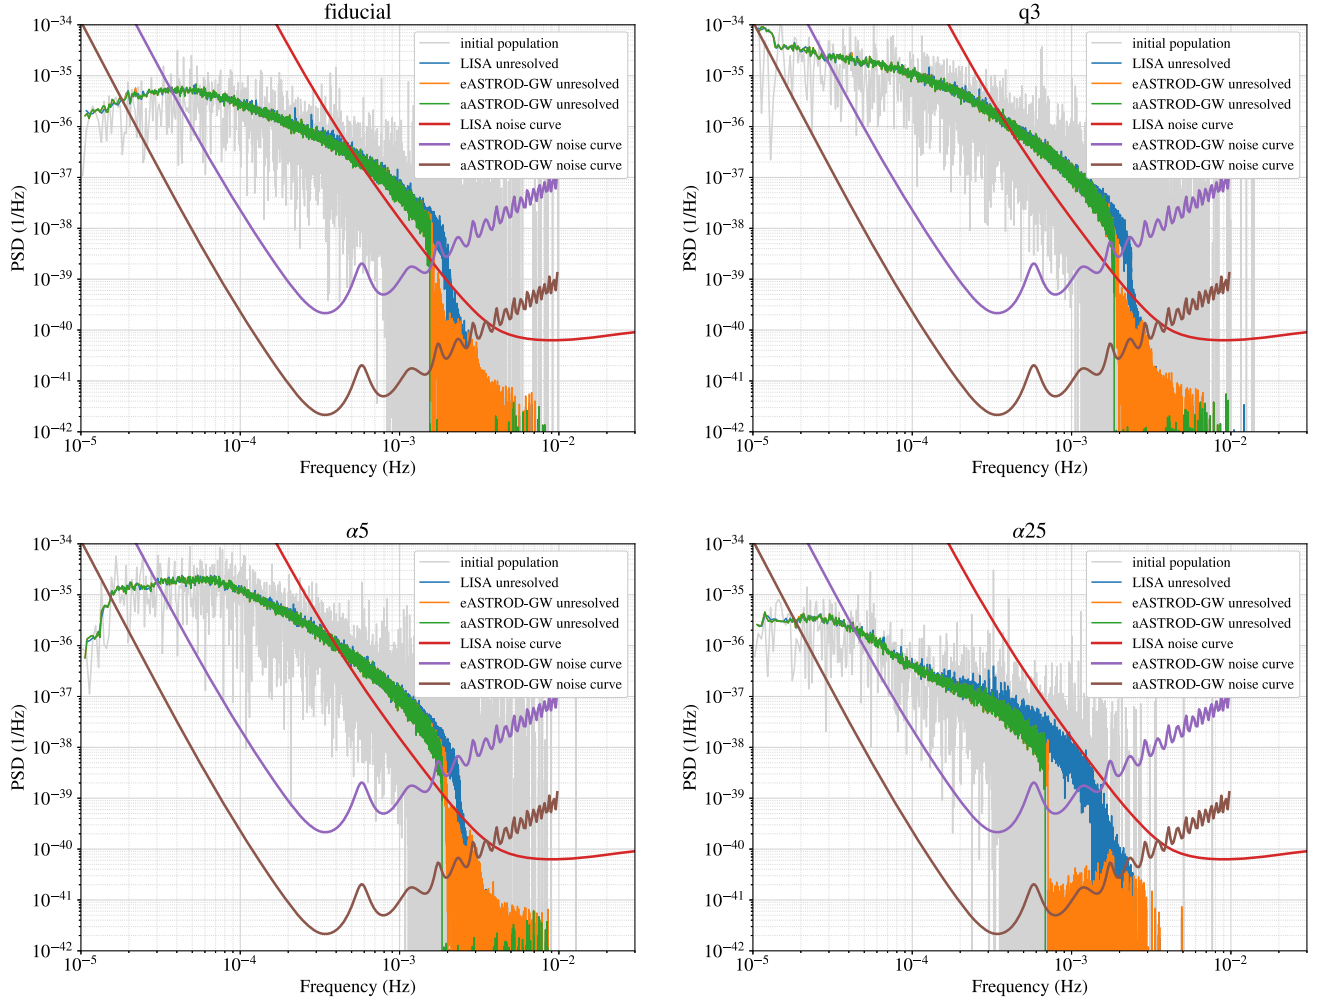 fiducial
10⁻³⁴
10⁻³⁵
10⁻³⁶
10⁻³⁷
10⁻³⁸
10⁻³⁹
10⁻⁴⁰
10⁻⁴¹
10⁻⁴²
PSD (1/Hz)
initial population
LISA unresolved
eASTROD-GW unresolved
aASTROD-GW unresolved
LISA noise curve
eASTROD-GW noise curve
aASTROD-GW noise curve
10⁻⁵ 10⁻⁴ 10⁻³ 10⁻²
Frequency (Hz)
q3
10⁻³⁴
10⁻³⁵
10⁻³⁶
10⁻³⁷
10⁻³⁸
10⁻³⁹
10⁻⁴⁰
10⁻⁴¹
10⁻⁴²
PSD (1/Hz)
initial population
LISA unresolved
eASTROD-GW unresolved
aASTROD-GW unresolved
LISA noise curve
eASTROD-GW noise curve
aASTROD-GW noise curve
10⁻⁵ 10⁻⁴ 10⁻³ 10⁻²
Frequency (Hz)
α5
10⁻³⁴
10⁻³⁵
10⁻³⁶
10⁻³⁷
10⁻³⁸
10⁻³⁹
10⁻⁴⁰
10⁻⁴¹
10⁻⁴²
PSD (1/Hz)
initial population
LISA unresolved
eASTROD-GW unresolved
aASTROD-GW unresolved
LISA noise curve
eASTROD-GW noise curve
aASTROD-GW noise curve
10⁻⁵ 10⁻⁴ 10⁻³ 10⁻²
Frequency (Hz)
α25
10⁻³⁴
10⁻³⁵
10⁻³⁶
10⁻³⁷
10⁻³⁸
10⁻³⁹
10⁻⁴⁰
10⁻⁴¹
10⁻⁴²
PSD (1/Hz)
initial population
LISA unresolved
eASTROD-GW unresolved
aASTROD-GW unresolved
LISA noise curve
eASTROD-GW noise curve
aASTROD-GW noise curve
10⁻⁵ 10⁻⁴ 10⁻³ 10⁻²
Frequency (Hz)